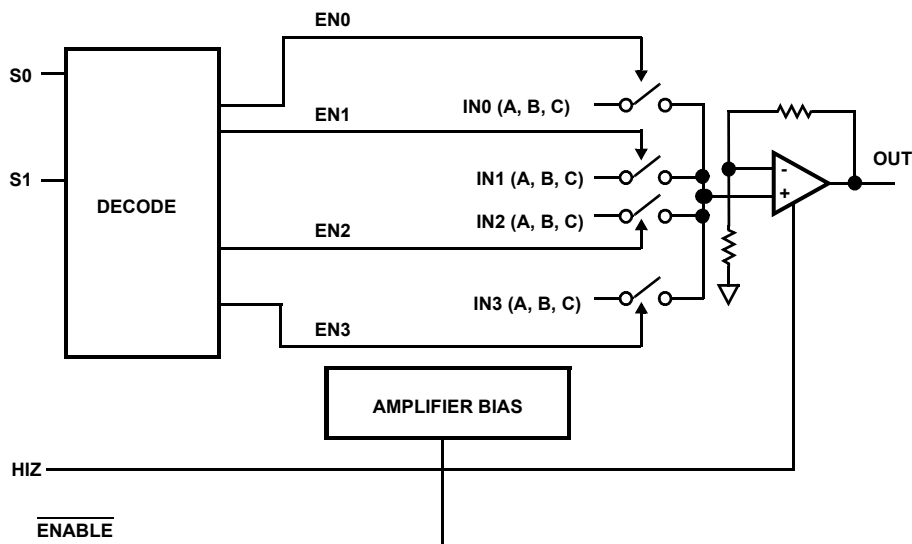 EN0
S0
IN0 (A, B, C)
EN1
OUT
S1
IN1 (A, B, C)
DECODE
IN2 (A, B, C)
EN2
IN3 (A, B, C)
EN3
-
+
AMPLIFIER BIAS
HIZ
ENABLE